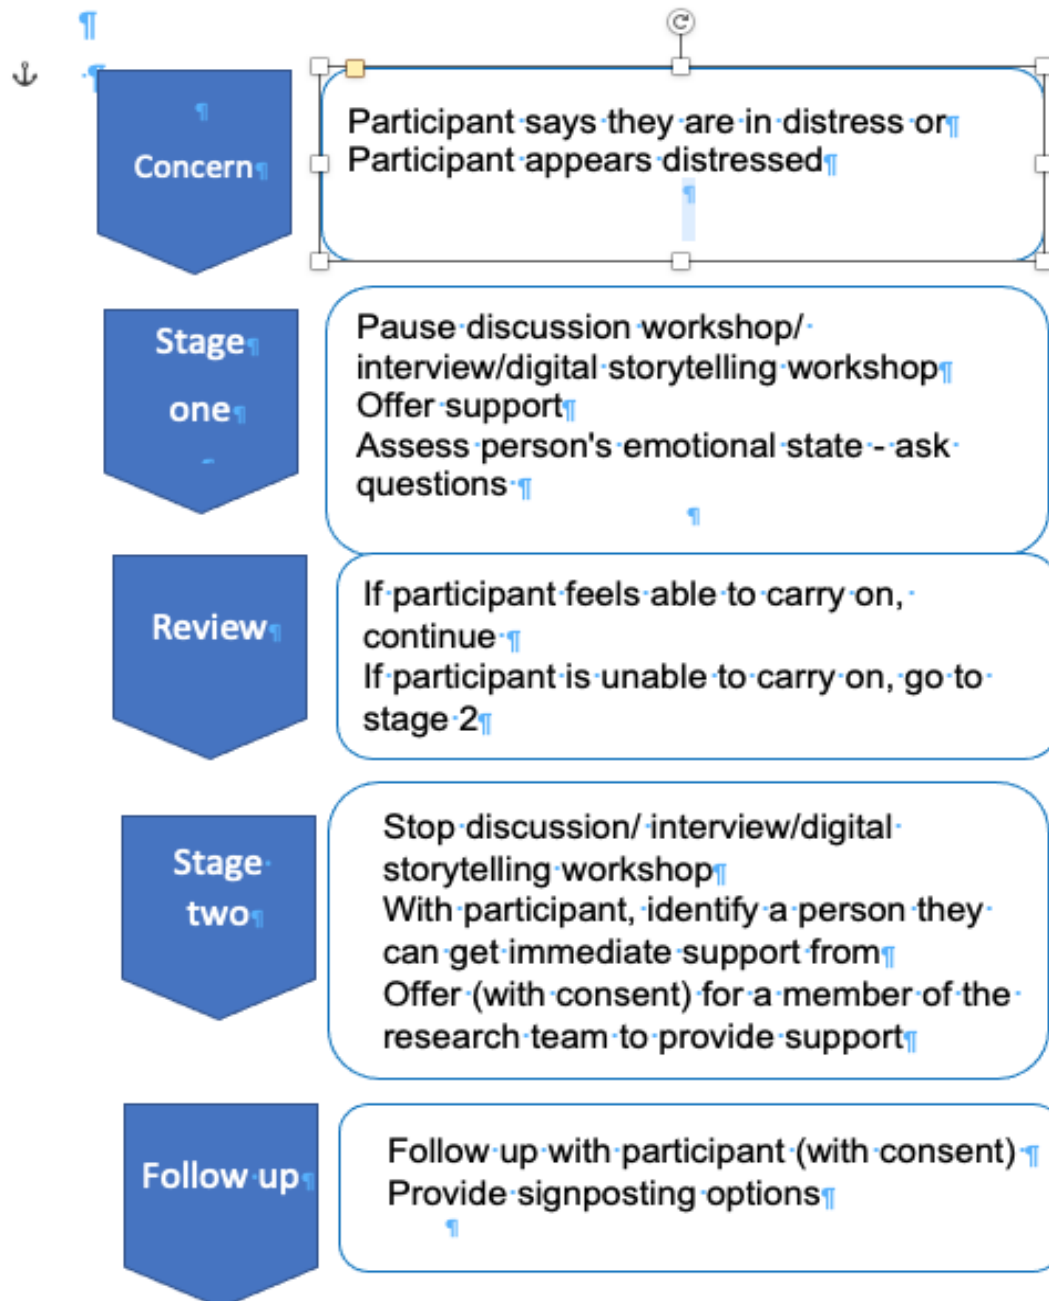 Concern
Participant says they are in distress or
Participant appears distressed
Stage
one
Pause discussion workshop/
interview/digital storytelling workshop
Offer support
Assess person's emotional state - ask
questions
Review
If participant feels able to carry on,
continue
If participant is unable to carry on, go to
stage 2
Stage
two
Stop discussion/ interview/digital
storytelling workshop
With participant, identify a person they
can get immediate support from
Offer (with consent) for a member of the
research team to provide support
Follow up
Follow up with participant (with consent)
Provide signposting options